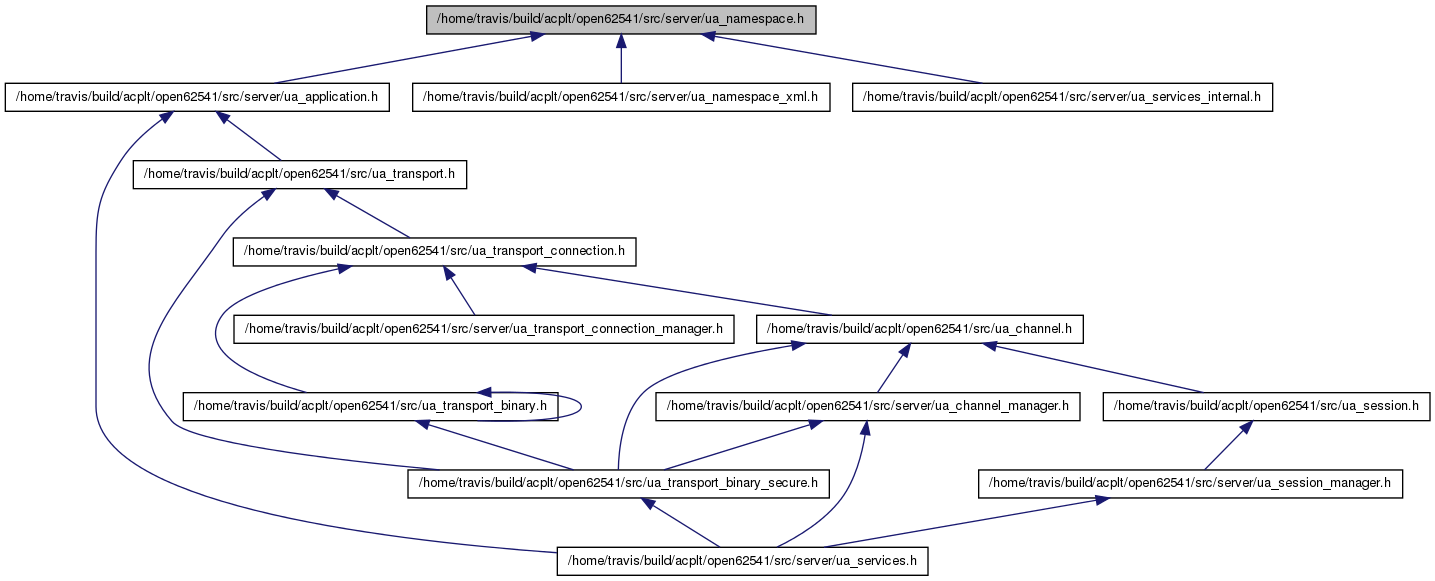 /home/travis/build/acplt/open62541/src/server/ua_namespace.h
/home/travis/build/acplt/open62541/src/server/ua_application.h
/home/travis/build/acplt/open62541/src/server/ua_namespace_xml.h
/home/travis/build/acplt/open62541/src/server/ua_services_internal.h
/home/travis/build/acplt/open62541/src/ua_transport.h
/home/travis/build/acplt/open62541/src/ua_transport_connection.h
/home/travis/build/acplt/open62541/src/server/ua_transport_connection_manager.h
/home/travis/build/acplt/open62541/src/ua_channel.h
/home/travis/build/acplt/open62541/src/ua_transport_binary.h
/home/travis/build/acplt/open62541/src/server/ua_channel_manager.h
/home/travis/build/acplt/open62541/src/ua_session.h
/home/travis/build/acplt/open62541/src/ua_transport_binary_secure.h
/home/travis/build/acplt/open62541/src/server/ua_session_manager.h
/home/travis/build/acplt/open62541/src/server/ua_services.h